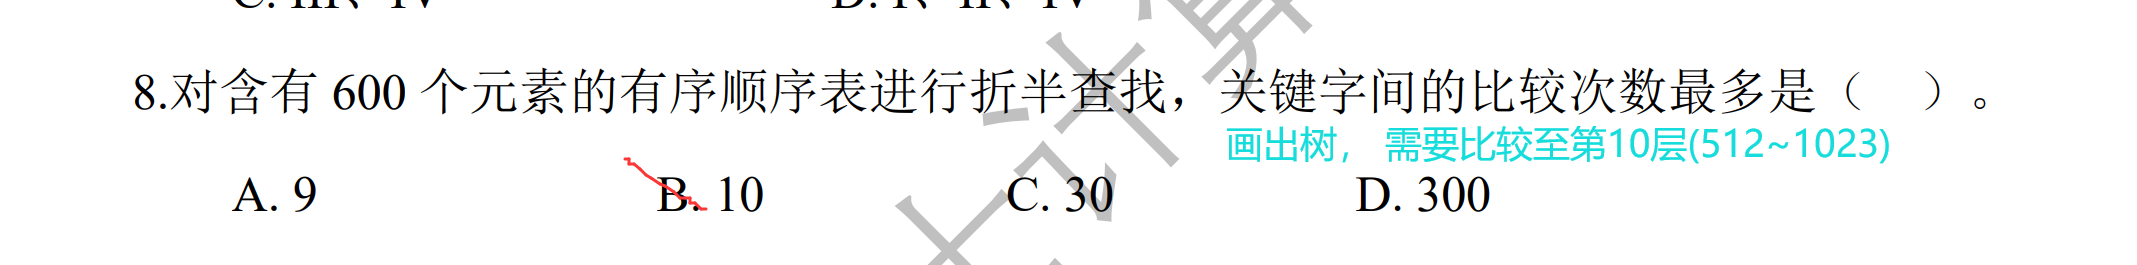 C. III、IV D. I、II、IV
8.对含有 600 个元素的有序顺序表进行折半查找，关键字间的比较次数最多是（ ）。
画出树， 需要比较至第10层(512~1023)
A. 9 B. 10 C. 30 D. 300
计算